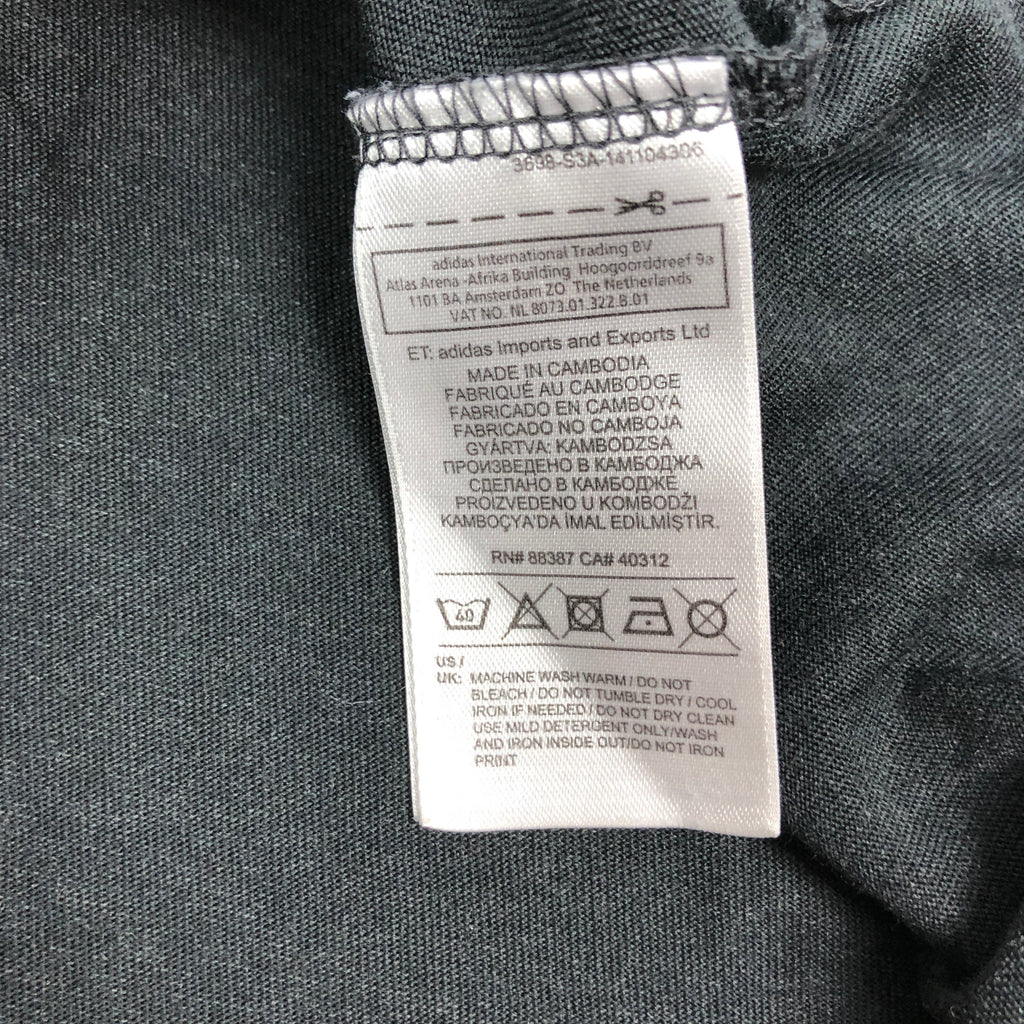 3698-S3A-141104306
adidas International Trading BV
Atlas Arena -Afrika Building Hoogoorddreef 9a
1101 BA Amsterdam ZO The Netherlands
VAT NO. NL 8073.01.322.B.01
ET: adidas Imports and Exports Ltd
MADE IN CAMBODIA
FABRIQUÉ AU CAMBODGE
FABRICADO EN CAMBOYA
FABRICADO NO CAMBOJA
GYÁRTVA: KAMBODZSA
ПРОИЗВЕДЕНО В КАМБОДЖА
СДЕЛАНО В КАМБОДЖЕ
PROIZVEDENO U KOMBODŽI
KAMBOÇYA'DA İMAL EDİLMİŞTİR.
RN# 88387 CA# 40312
40
US /
UK: MACHINE WASH WARM / DO NOT
BLEACH / DO NOT TUMBLE DRY / COOL
IRON IF NEEDED / DO NOT DRY CLEAN
USE MILD DETERGENT ONLY/WASH
AND IRON INSIDE OUT/DO NOT IRON
PRINT